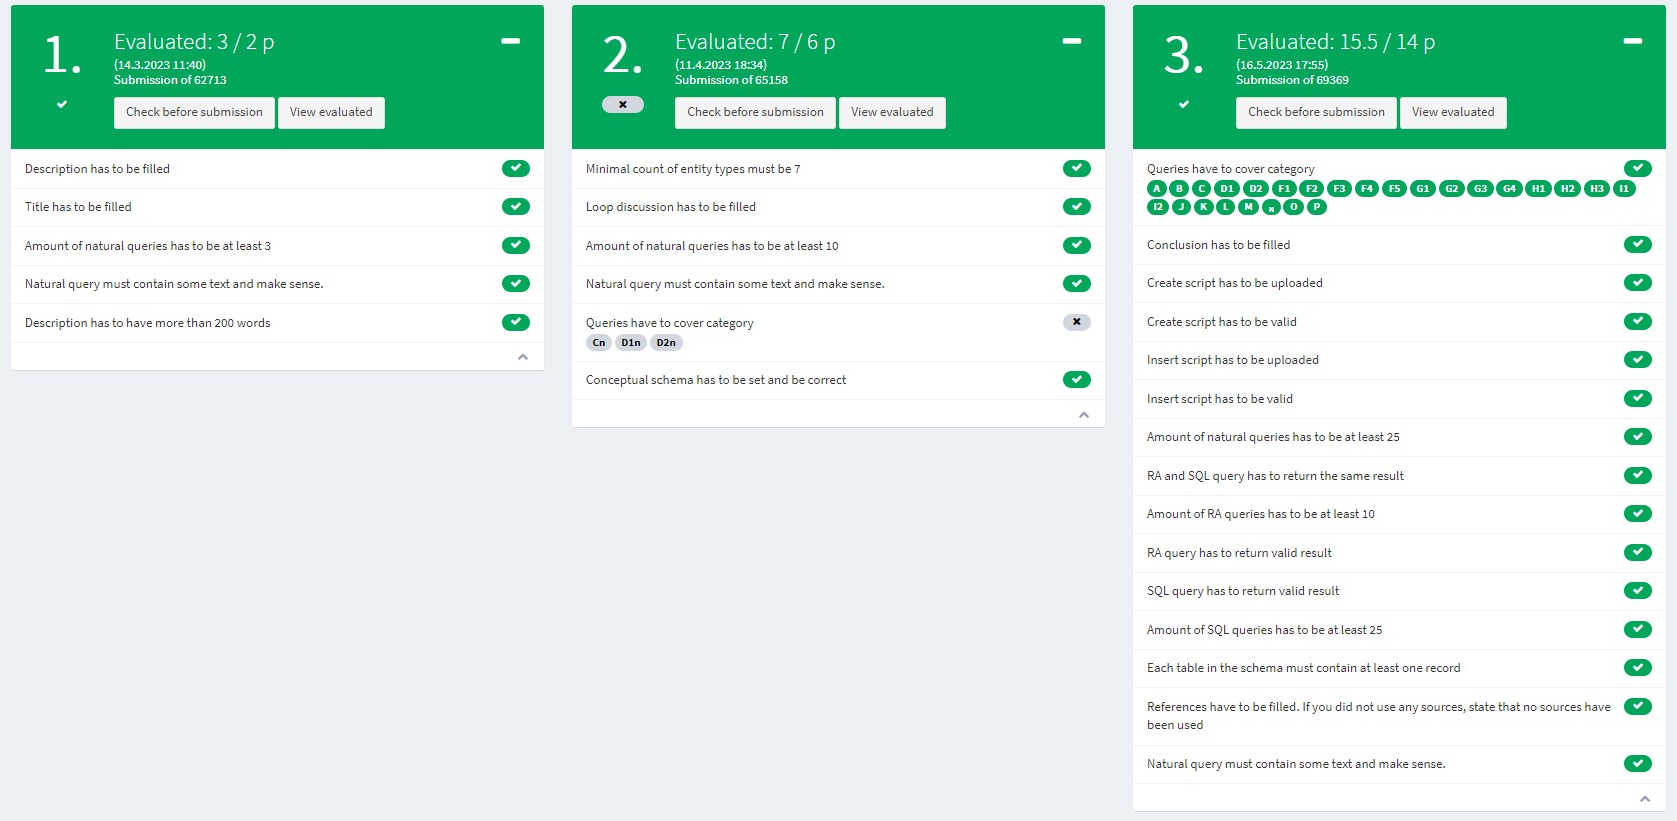 1.
Evaluated: 3 / 2 p
(14.3.2023 11:40)
Submission of 62713
Check before submission View evaluated
Description has to be filled
Title has to be filled
Amount of natural queries has to be at least 3
Natural query must contain some text and make sense.
Description has to have more than 200 words
2.
Evaluated: 7 / 6 p
(11.4.2023 18:34)
Submission of 65158
Check before submission View evaluated
Minimal count of entity types must be 7
Loop discussion has to be filled
Amount of natural queries has to be at least 10
Natural query must contain some text and make sense.
Queries have to cover category
Cn D1n D2n
Conceptual schema has to be set and be correct
3.
Evaluated: 15.5 / 14 p
(16.5.2023 17:55)
Submission of 69369
Check before submission View evaluated
Queries have to cover category
A B C D1 D2 F1 F2 F3 F4 F5 G1 G2 G3 G4 H1 H2 H3 I1
I2 J K L M N O P
Conclusion has to be filled
Create script has to be uploaded
Create script has to be valid
Insert script has to be uploaded
Insert script has to be valid
Amount of natural queries has to be at least 25
RA and SQL query has to return the same result
Amount of RA queries has to be at least 10
RA query has to return valid result
SQL query has to return valid result
Amount of SQL queries has to be at least 25
Each table in the schema must contain at least one record
References have to be filled. If you did not use any sources, state that no sources have
been used
Natural query must contain some text and make sense.